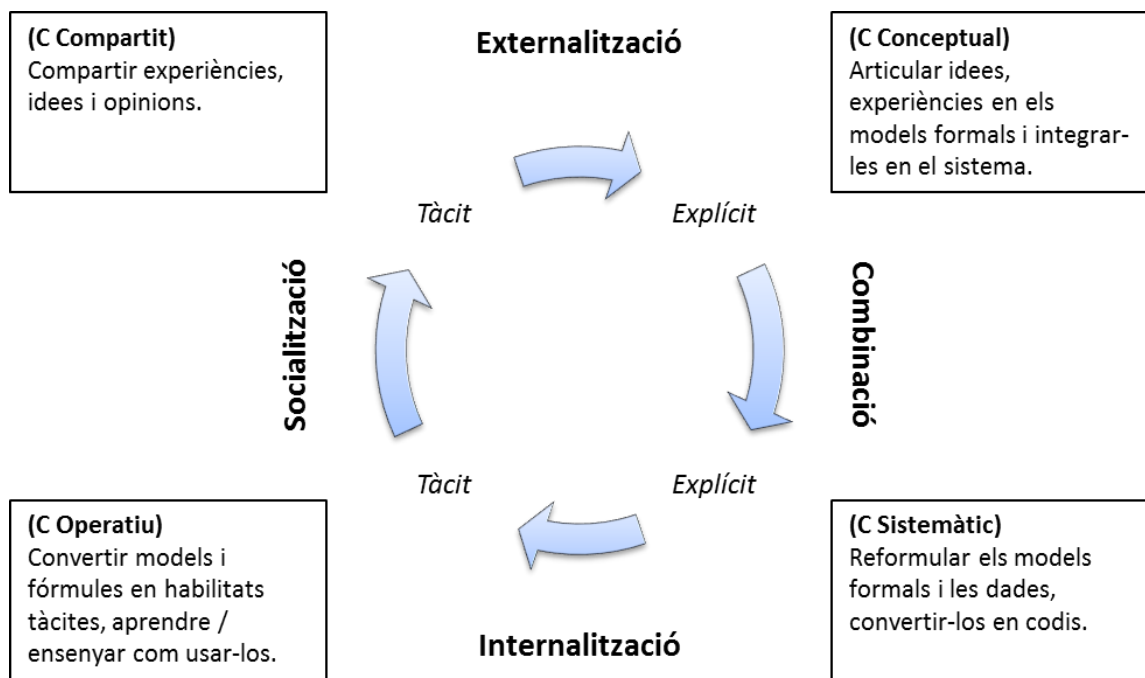 (C Compartit)
Compartir experiències,
idees i opinions.
Externalització
(C Conceptual)
Articular idees,
experiències en els
models formals i integrar-
les en el sistema.
Tàcit
Explícit
Socialització
Combinació
Tàcit
Explícit
(C Operatiu)
Convertir models i
fórmules en habilitats
tàcites, aprendre /
ensenyar com usar-los.
Internalització
(C Sistemàtic)
Reformular els models
formals i les dades,
convertir-los en codis.